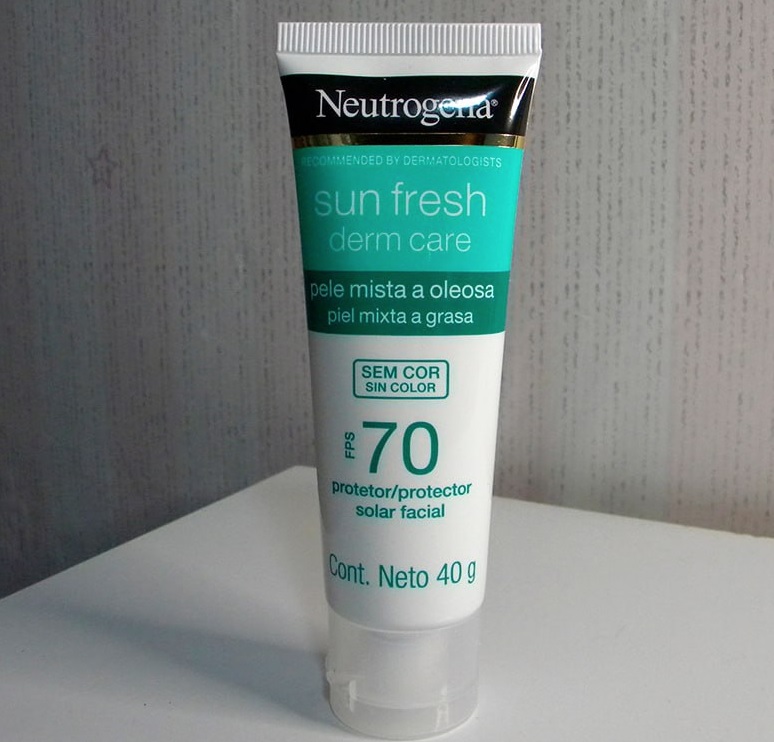 Neutrogena®
RECOMMENDED BY DERMATOLOGISTS
sun fresh
derm care
pele mista a oleosa
piel mixta a grasa
SEM COR
SIN COLOR
FPS 70
protetor/protector
solar facial
Cont. Neto 40 g